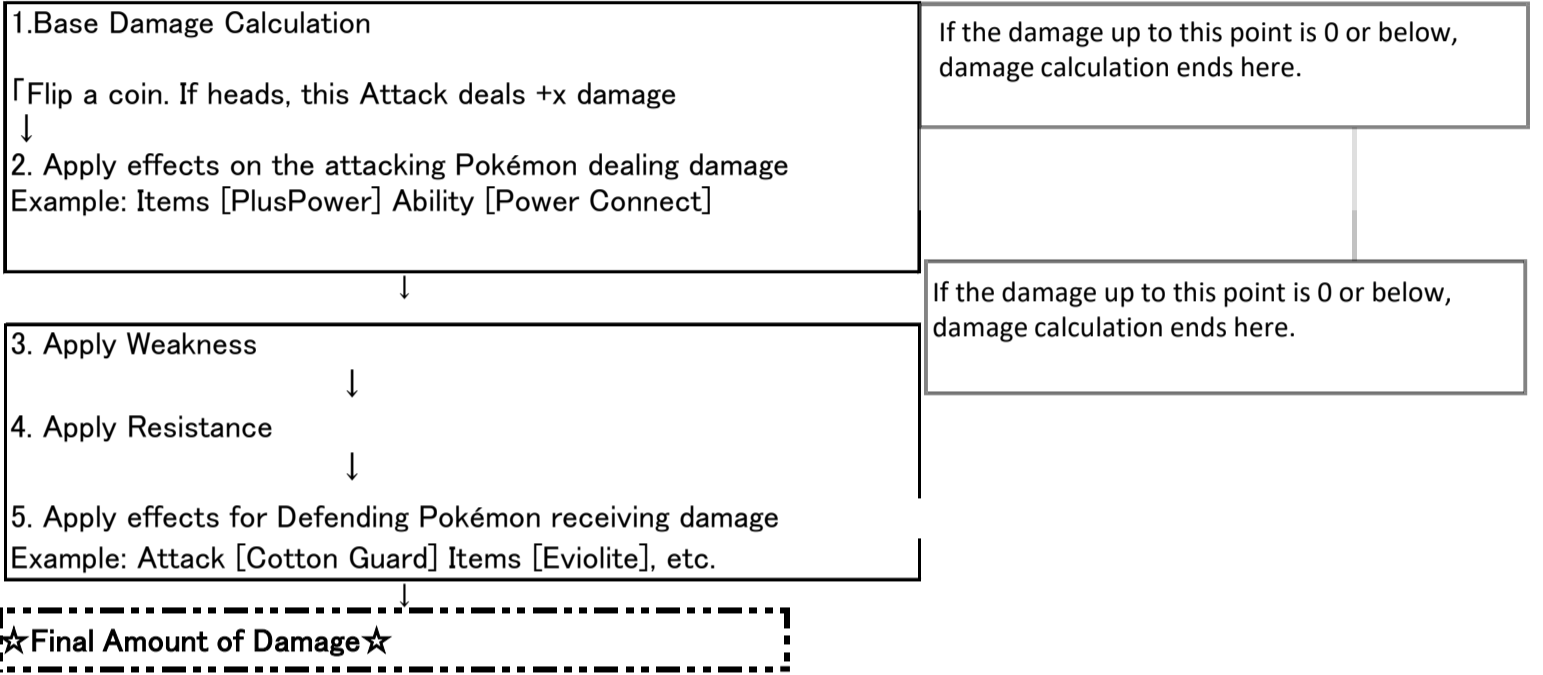 1.Base Damage Calculation
「Flip a coin. If heads, this Attack deals +x damage
↓
2. Apply effects on the attacking Pokémon dealing damage
Example: Items [PlusPower] Ability [Power Connect]
If the damage up to this point is 0 or below,
damage calculation ends here.
↓
3. Apply Weakness
↓
4. Apply Resistance
↓
5. Apply effects for Defending Pokémon receiving damage
Example: Attack [Cotton Guard] Items [Eviolite], etc.
If the damage up to this point is 0 or below,
damage calculation ends here.
↓
☆Final Amount of Damage☆